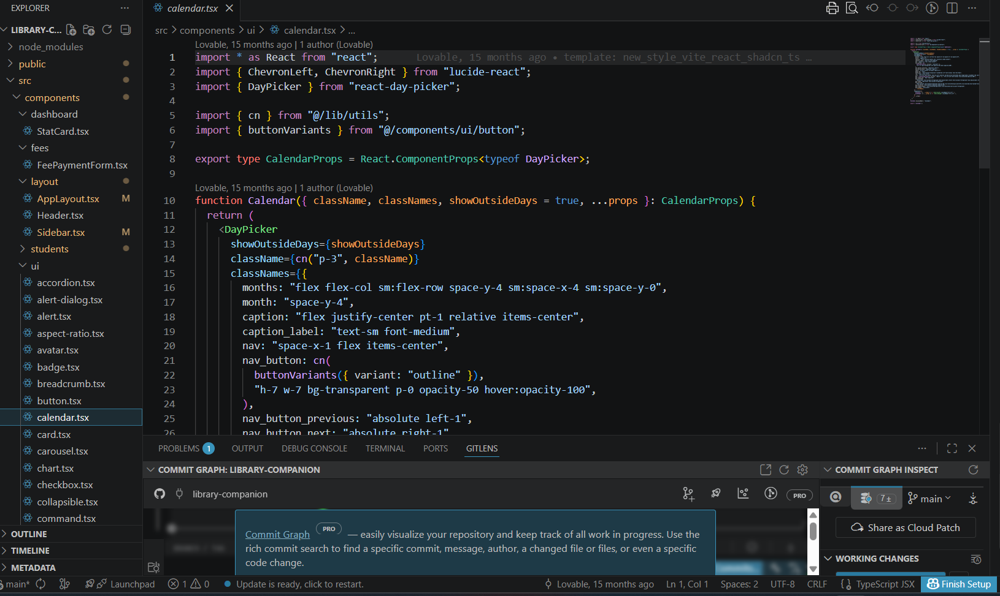 EXPLORER
LIBRARY-C...
node_modules
public
src
components
dashboard
StatCard.tsx
fees
FeePaymentForm.tsx
layout
AppLayout.tsx M
Header.tsx
Sidebar.tsx M
students
ui
accordion.tsx
alert-dialog.tsx
alert.tsx
aspect-ratio.tsx
avatar.tsx
badge.tsx
breadcrumb.tsx
button.tsx
calendar.tsx
card.tsx
carousel.tsx
chart.tsx
checkbox.tsx
collapsible.tsx
command.tsx
OUTLINE
TIMELINE
METADATA
calendar.tsx
src > components > ui > calendar.tsx > ...
Lovable, 15 months ago | 1 author (Lovable)
1 import * as React from "react"; Lovable, 15 months ago • template: new_style_vite_react_shadcn_ts …
2 import { ChevronLeft, ChevronRight } from "lucide-react";
3 import { DayPicker } from "react-day-picker";
4
5 import { cn } from "@/lib/utils";
6 import { buttonVariants } from "@/components/ui/button";
7
8 export type CalendarProps = React.ComponentProps<typeof DayPicker>;
9
Lovable, 15 months ago | 1 author (Lovable)
10 function Calendar({ className, classNames, showOutsideDays = true, ...props }: CalendarProps) {
11 return (
12 <DayPicker
13 showOutsideDays={showOutsideDays}
14 className={cn("p-3", className)}
15 classNames={{
16 months: "flex flex-col sm:flex-row space-y-4 sm:space-x-4 sm:space-y-0",
17 month: "space-y-4",
18 caption: "flex justify-center pt-1 relative items-center",
19 caption_label: "text-sm font-medium",
20 nav: "space-x-1 flex items-center",
21 nav_button: cn(
22 buttonVariants({ variant: "outline" }),
23 "h-7 w-7 bg-transparent p-0 opacity-50 hover:opacity-100",
24 ),
25 nav_button_previous: "absolute left-1",
26 nav_button_next: "absolute right-1"
PROBLEMS 1 OUTPUT DEBUG CONSOLE TERMINAL PORTS GITLENS
COMMIT GRAPH: LIBRARY-COMPANION
library-companion PRO
Commit Graph PRO — easily visualize your repository and keep track of all work in progress. Use the
rich commit search to find a specific commit, message, author, a changed file or files, or even a specific
code change.
COMMIT GRAPH INSPECT
7± main
Share as Cloud Patch
WORKING CHANGES
main* Launchpad 1 0 Update is ready, click to restart. Lovable, 15 months ago Ln 1, Col 1 Spaces: 2 UTF-8 CRLF TypeScript JSX Finish Setup